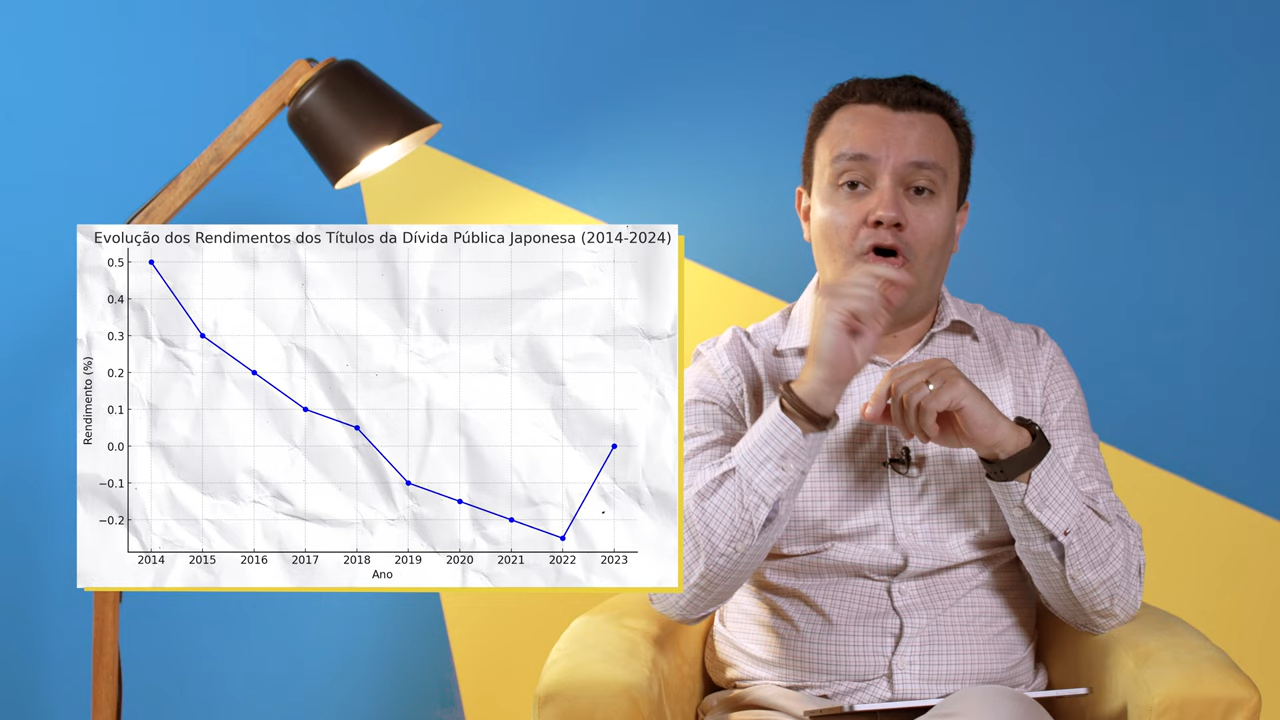 Evolução dos Rendimentos dos Títulos da Dívida Pública Japonesa (2014-2024)
Rendimento (%)
0.5
0.4
0.3
0.2
0.1
0.0
−0.1
−0.2
2014 2015 2016 2017 2018 2019 2020 2021 2022 2023
Ano